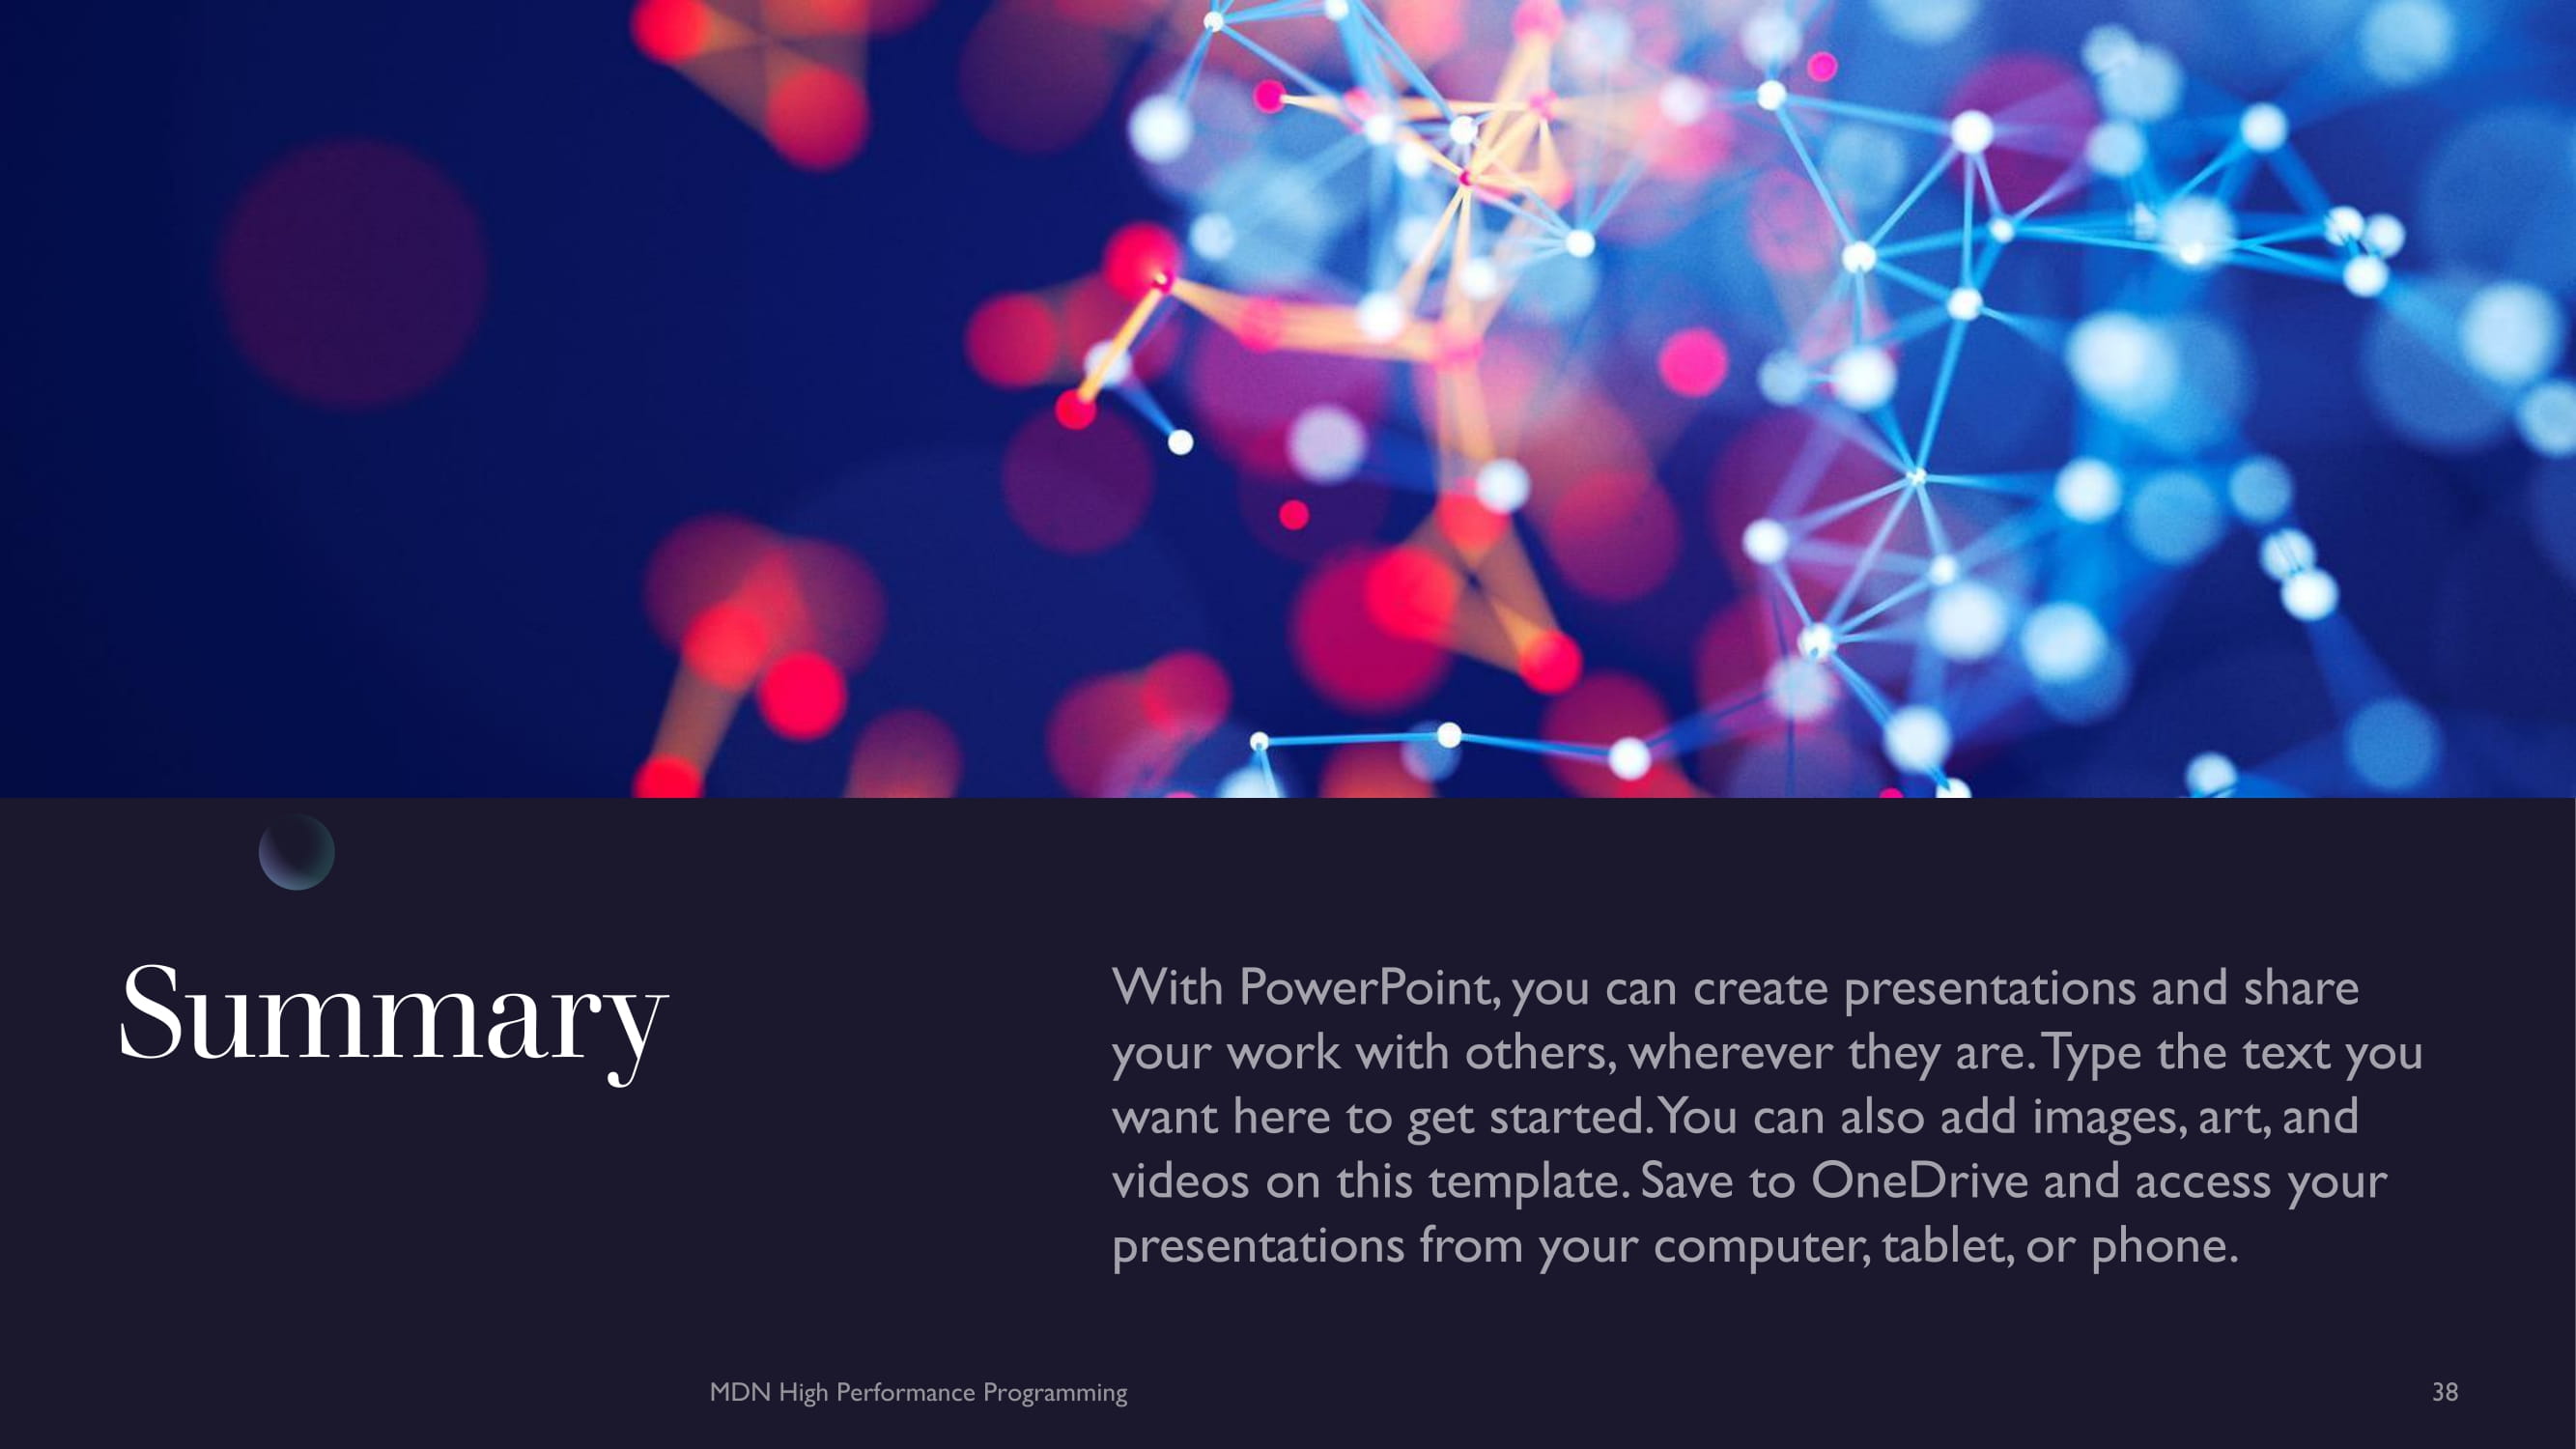 Summary
With PowerPoint, you can create presentations and share
your work with others, wherever they are. Type the text you
want here to get started. You can also add images, art, and
videos on this template. Save to OneDrive and access your
presentations from your computer, tablet, or phone.
MDN High Performance Programming
38